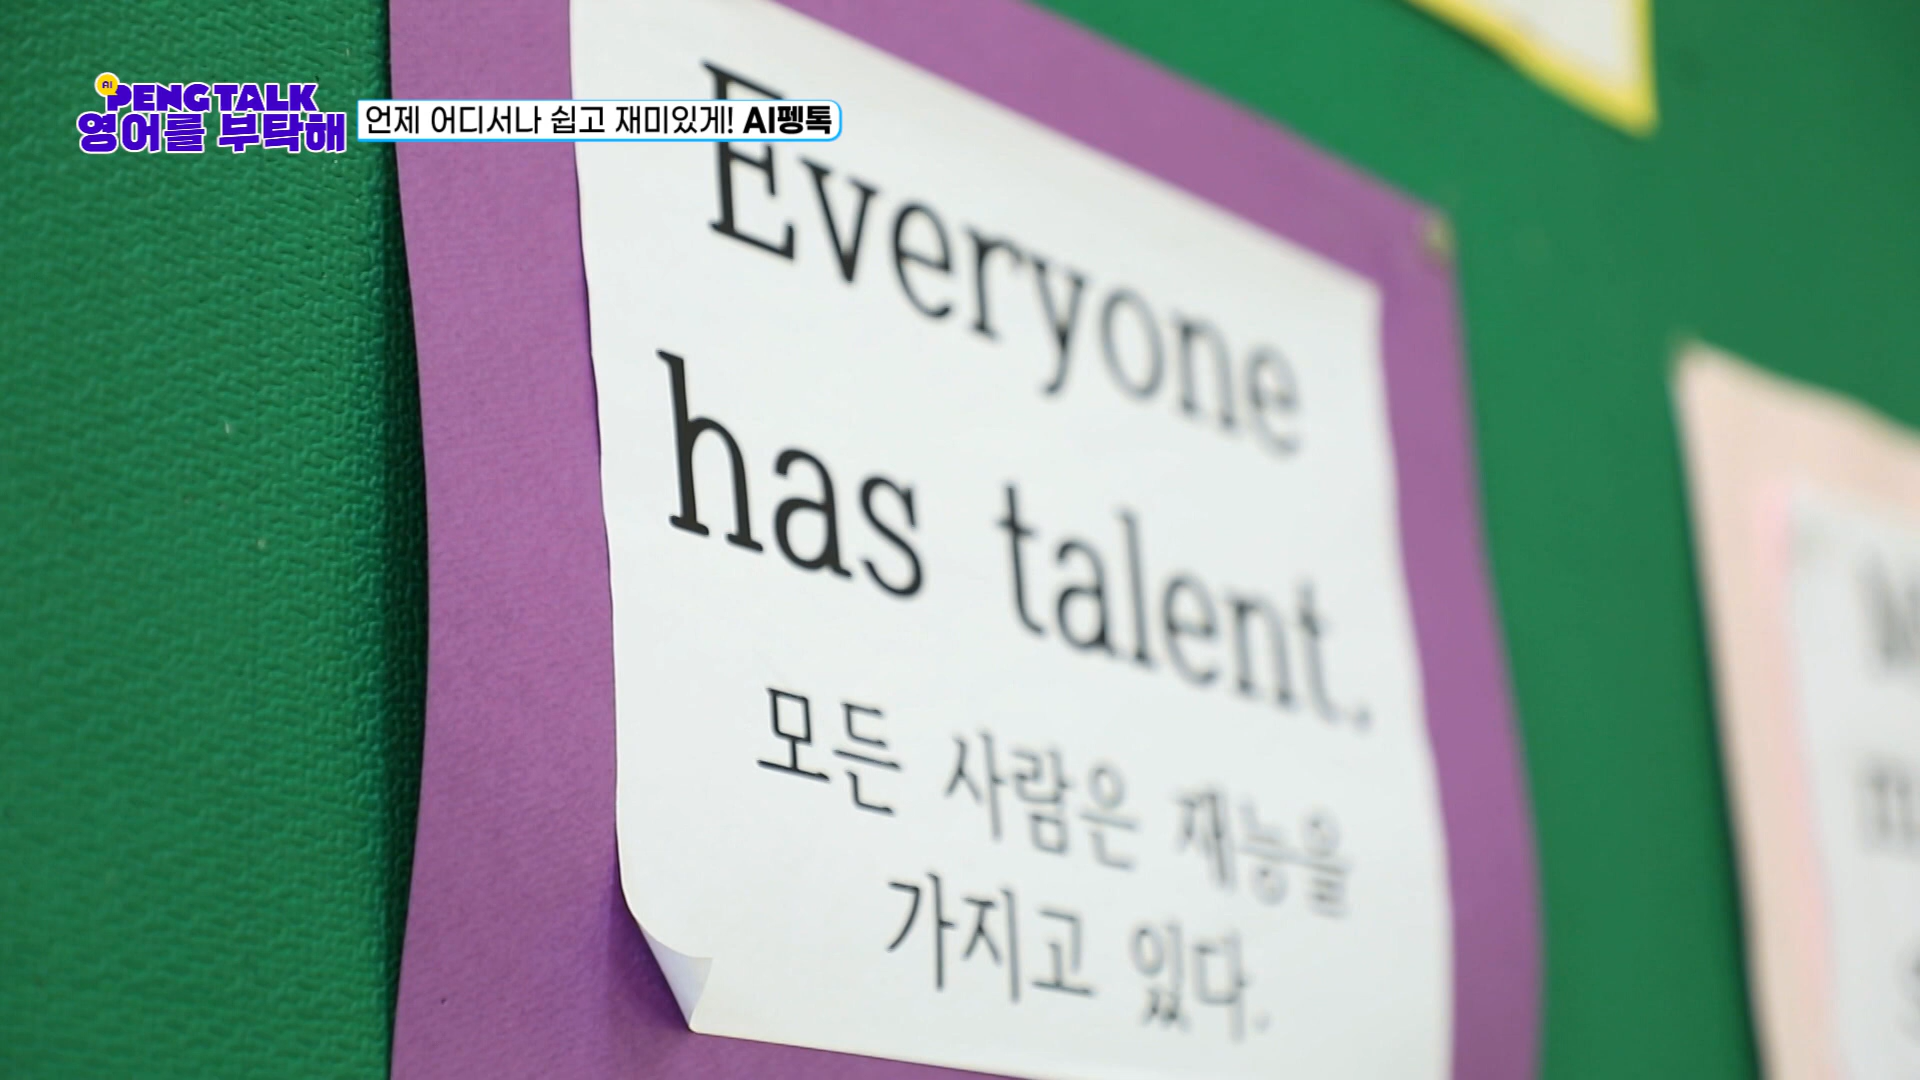 AI
PENGTALK
영어를 부탁해
언제 어디서나 쉽고 재미있게! AI펭톡
Everyone
has talent.
모든 사람은 재능을
가지고 있다.